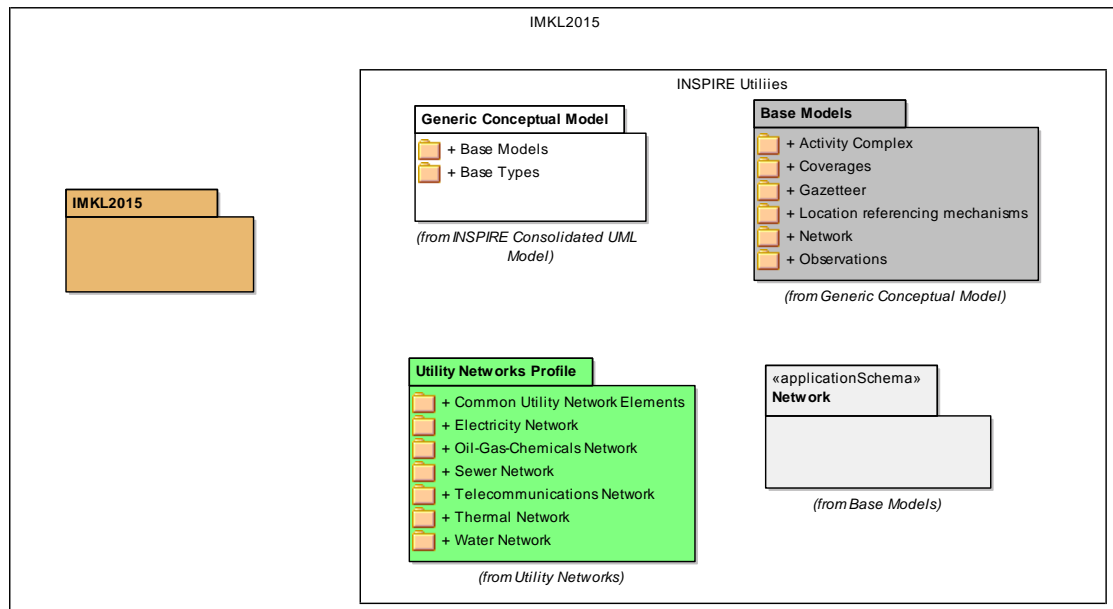 IMKL2015
INSPIRE Utiliies
IMKL2015
Generic Conceptual Model
+ Base Models
+ Base Types
(from INSPIRE Consolidated UML
Model)
Base Models
+ Activity Complex
+ Coverages
+ Gazetteer
+ Location referencing mechanisms
+ Network
+ Observations
(from Generic Conceptual Model)
Utility Networks Profile
+ Common Utility Network Elements
+ Electricity Network
+ Oil-Gas-Chemicals Network
+ Sewer Network
+ Telecommunications Network
+ Thermal Network
+ Water Network
(from Utility Networks)
«applicationSchema»
Network
(from Base Models)